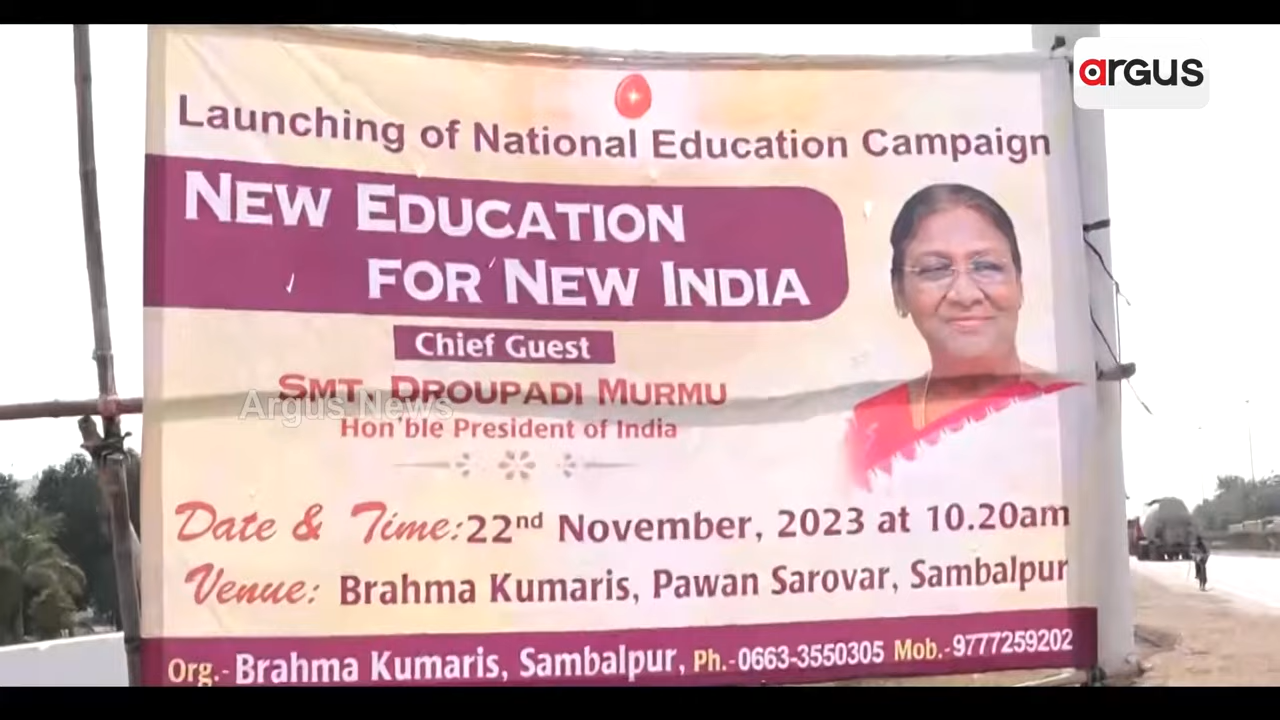 argus
Launching of National Education Campaign
NEW EDUCATION
FOR NEW INDIA
Chief Guest
SMT. DROUPADI MURMU
Argus News
Hon'ble President of India
Date & Time: 22nd November, 2023 at 10.20am
Venue: Brahma Kumaris, Pawan Sarovar, Sambalpur
Org.- Brahma Kumaris, Sambalpur, Ph.-0663-3550305 Mob.-9777259202